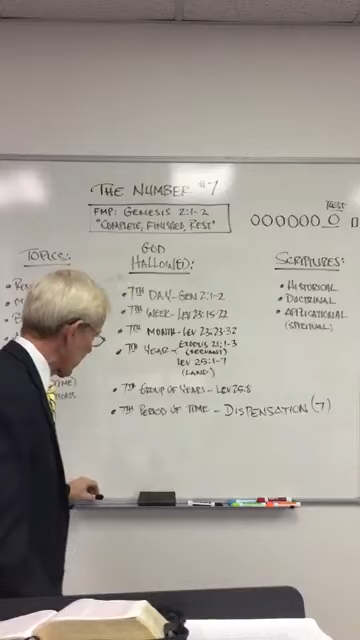 THE NUMBER #7
FMP: GENESIS 2:1-2
"COMPLETE, FINISHED, REST"
REST
OOOOOO O
TOPICS:
GOD
HALLOWED:
• 7TH DAY - GEN 2:1-2
• 7TH WEEK - LEV 23:15-22
• 7TH MONTH - LEV 23:23-32
• 7TH YEAR - EXODUS 21:1-3
(SERVANT)
LEV 25:1-7
(LAND)
• 7TH GROUP OF YEARS - LEV 25:8
• 7TH PERIOD OF TIME - DISPENSATION (7)
SCRIPTURES:
• HISTORICAL
• DOCTRINAL
• APPLICATIONAL
(SPIRITUAL)